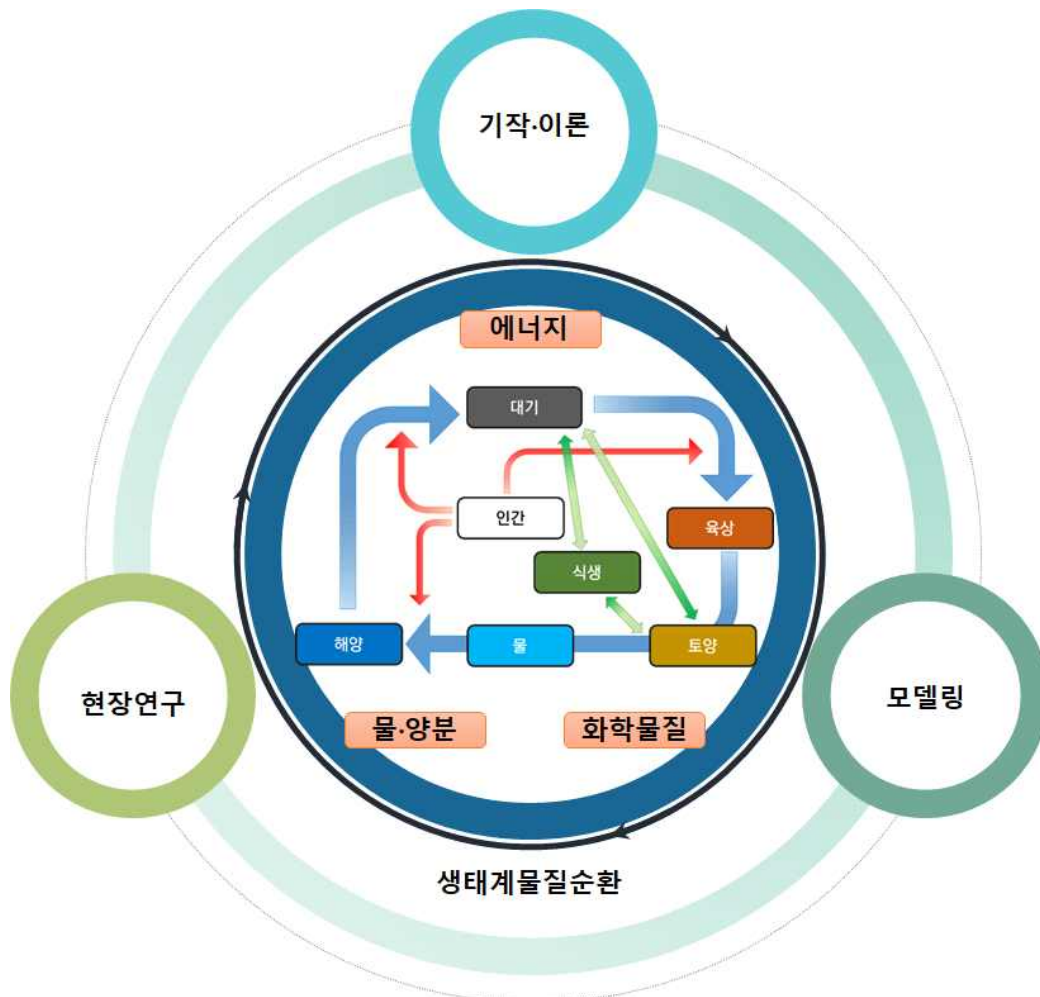 기작·이론
에너지
대기
인간
육상
식생
해양
물
토양
현장연구
모델링
물·양분
화학물질
생태계물질순환